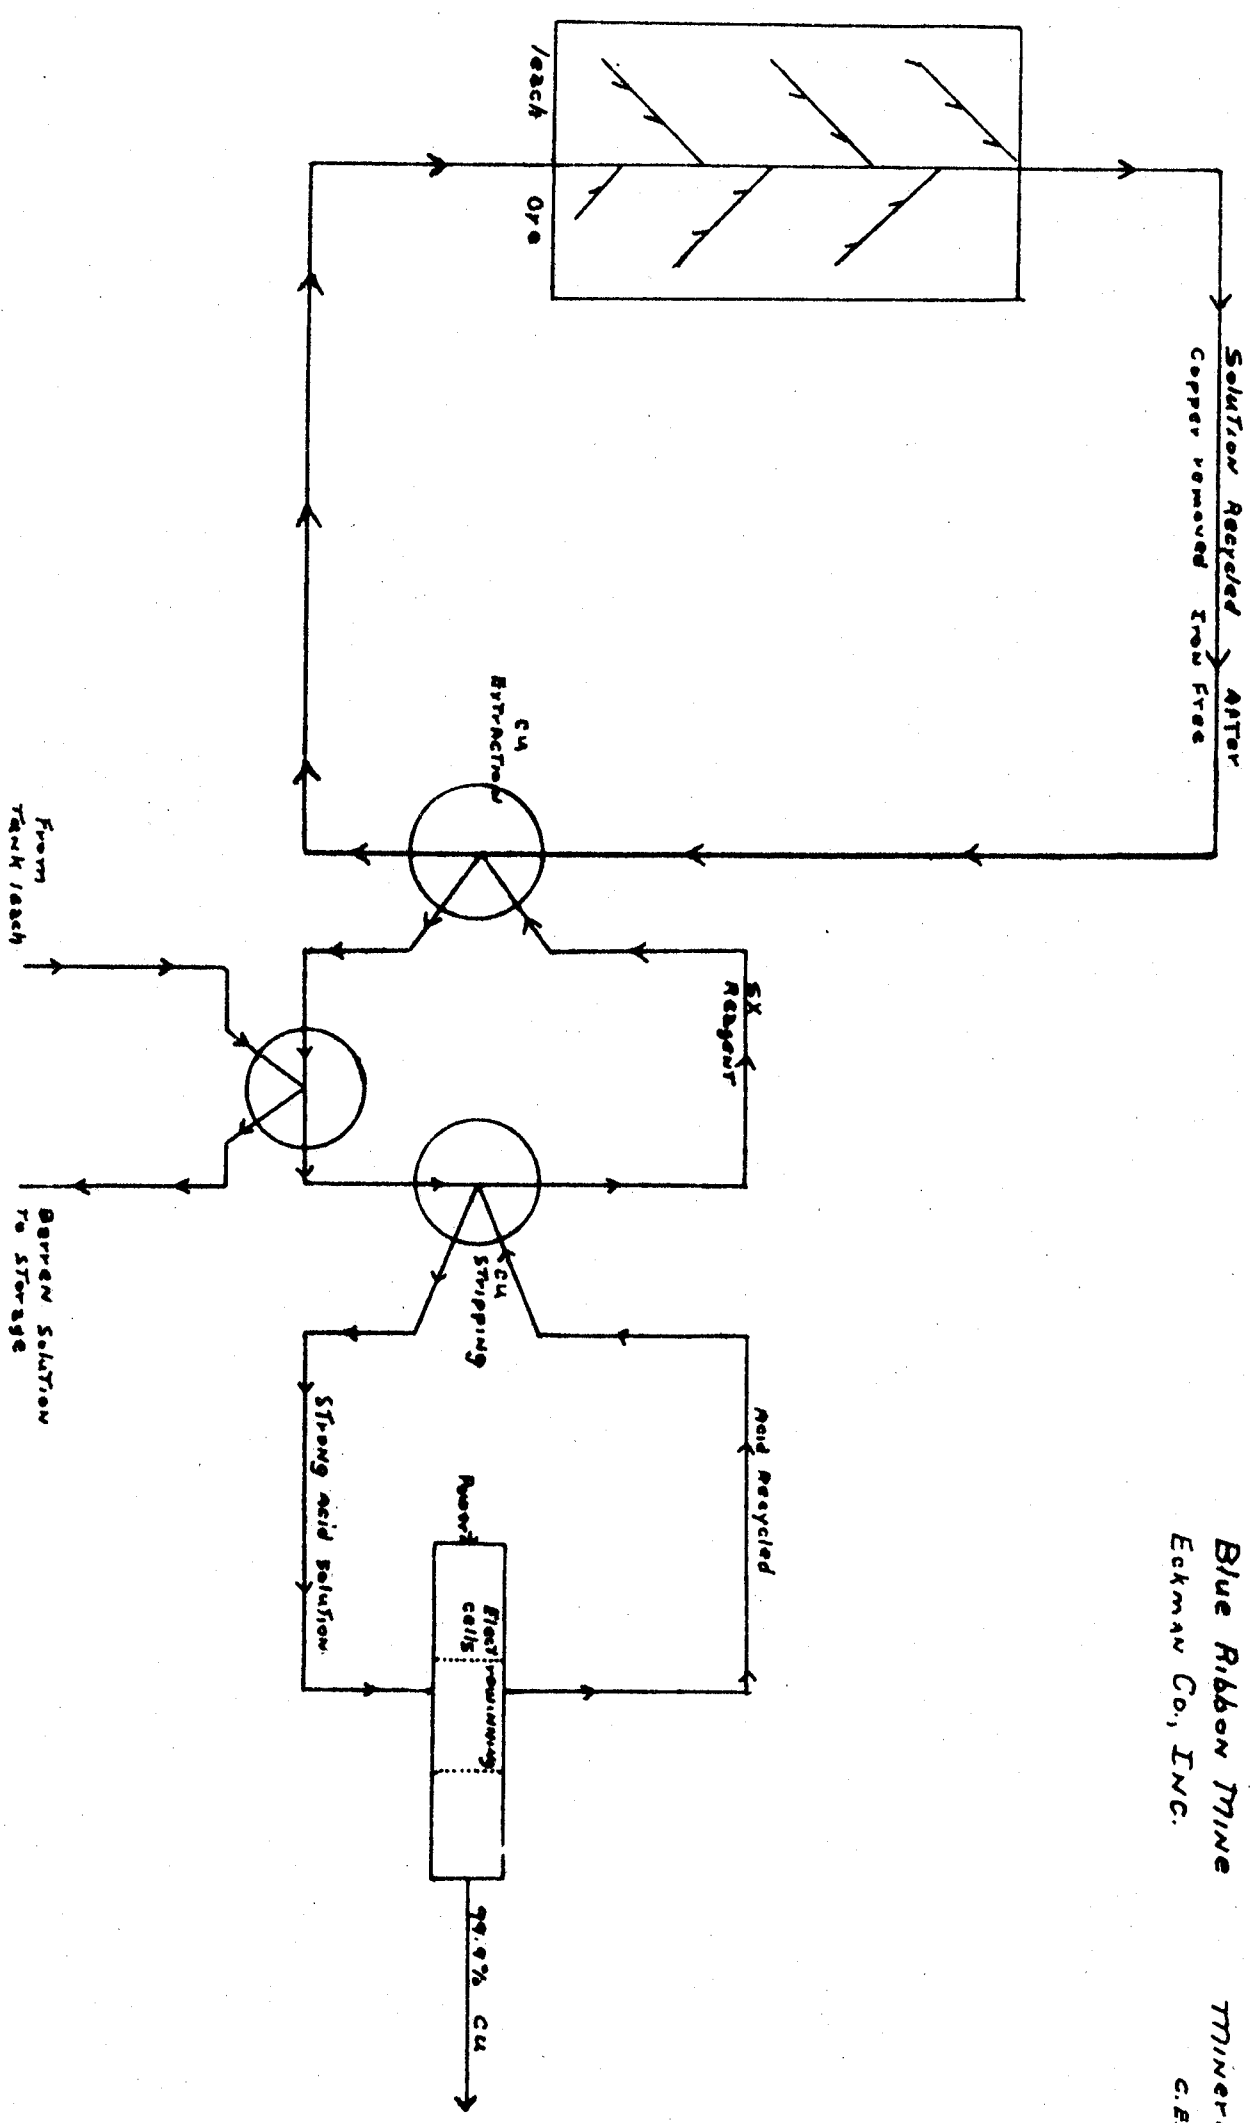 Blue Ribbon Mine
Eckman Co., Inc.
Solution Recycled After
Copper removed Iron Free
leach Ore
Cu
Extraction
SX
Reagent
Cu
Stripping
Acid Recycled
Strong Acid Solution
Power
Electrowinning
cells
99.9% Cu
From
Tank leach
Barren Solution
To Storage
Miner
C.E.